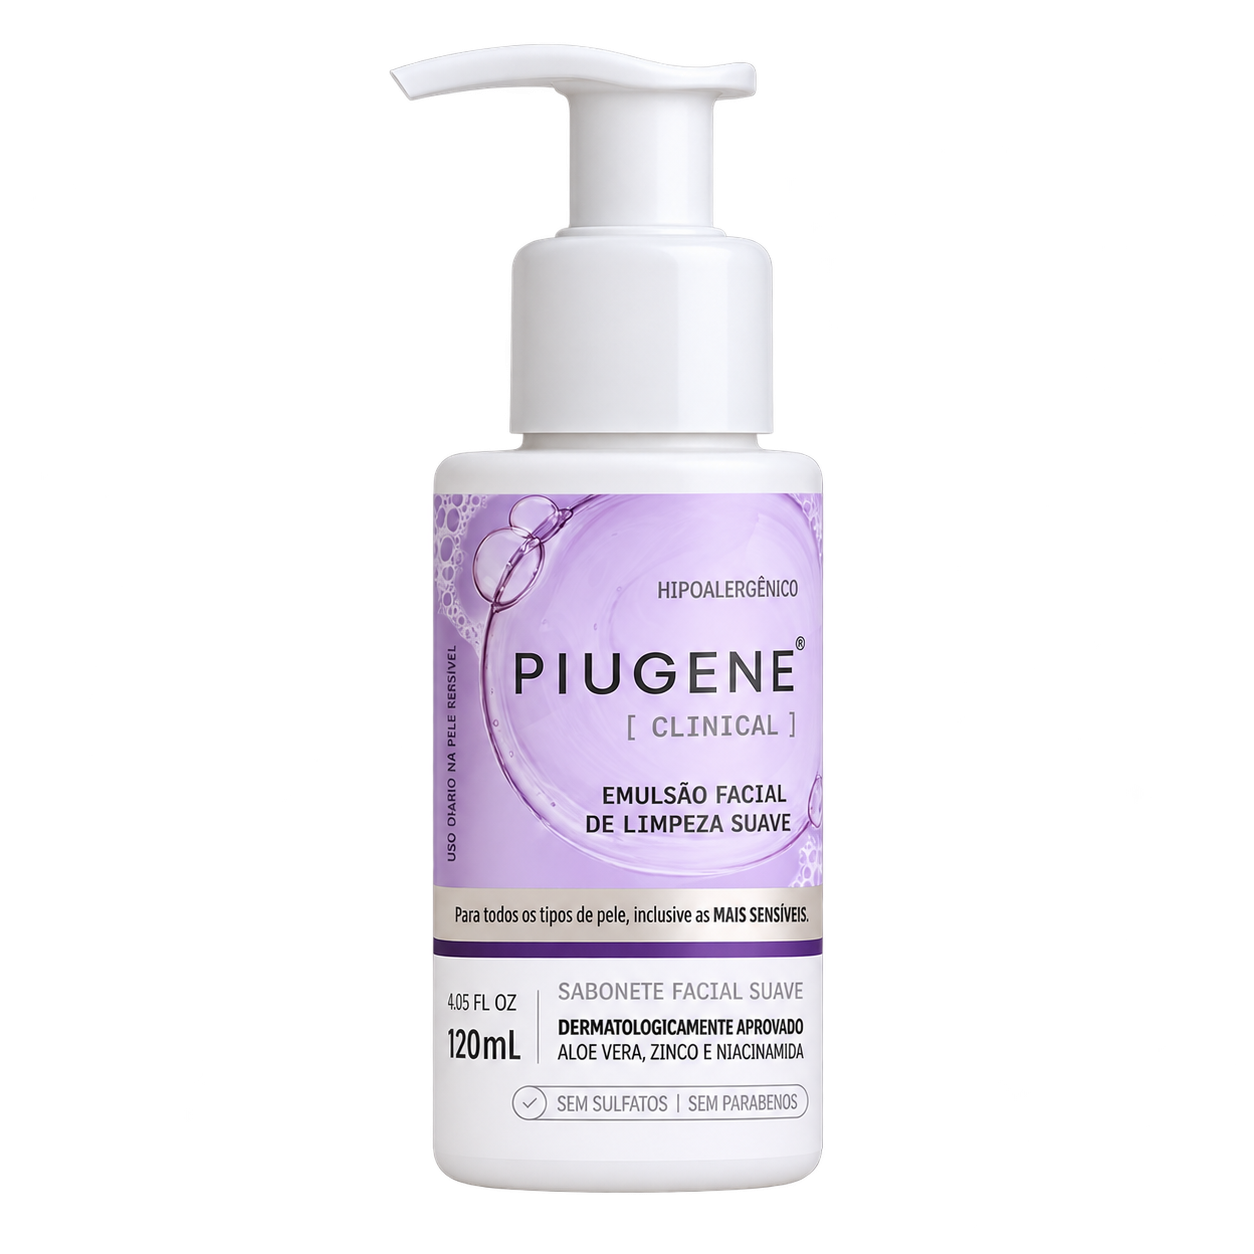 HIPOALERGÊNICO
PIUGENE®
[ CLINICAL ]
EMULSÃO FACIAL
DE LIMPEZA SUAVE
USO DIARIO NA PELE RERSÍVEL
Para todos os tipos de pele, inclusive as MAIS SENSÍVEIS.
4.05 FL OZ
120mL
SABONETE FACIAL SUAVE
DERMATOLOGICAMENTE APROVADO
ALOE VERA, ZINCO E NIACINAMIDA
SEM SULFATOS | SEM PARABENOS